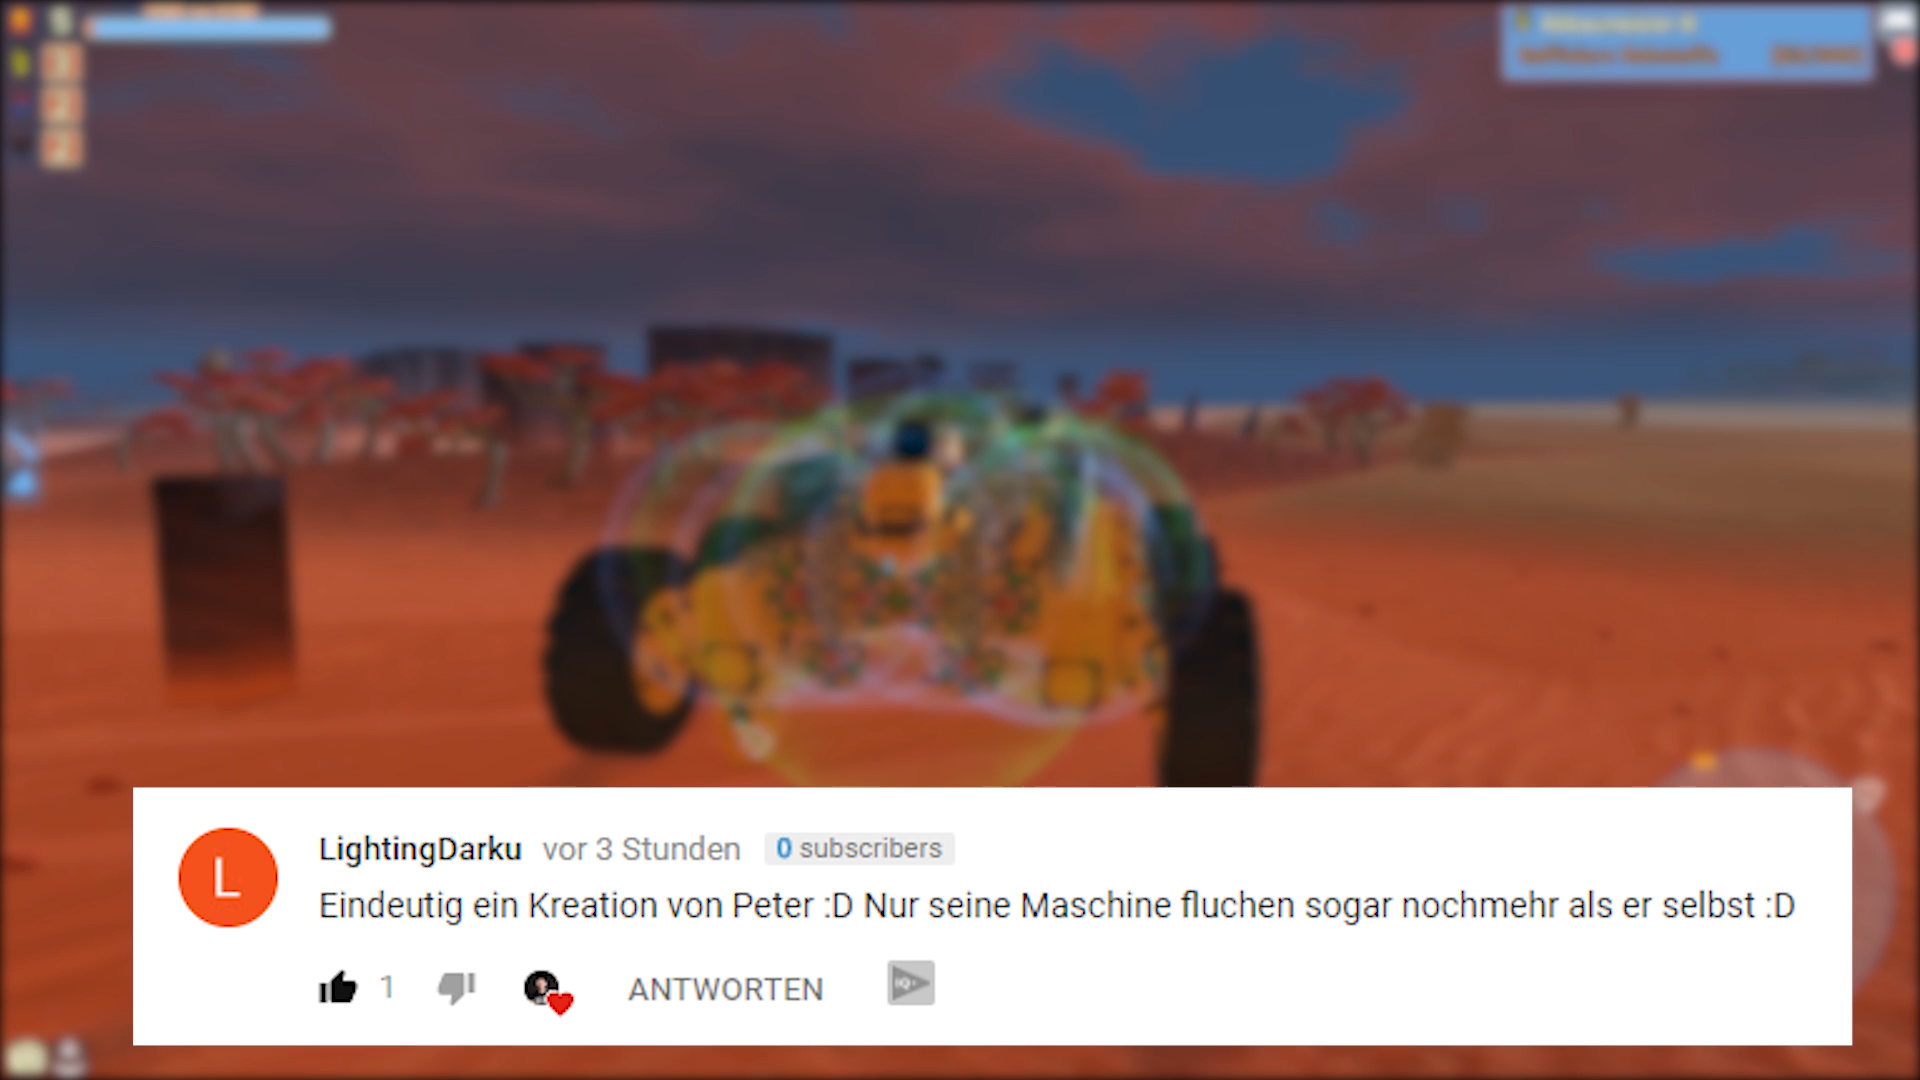 LightingDarku vor 3 Stunden 0 subscribers
L
Eindeutig ein Kreation von Peter :D Nur seine Maschine fluchen sogar nochmehr als er selbst :D
1 ANTWORTEN IQ+